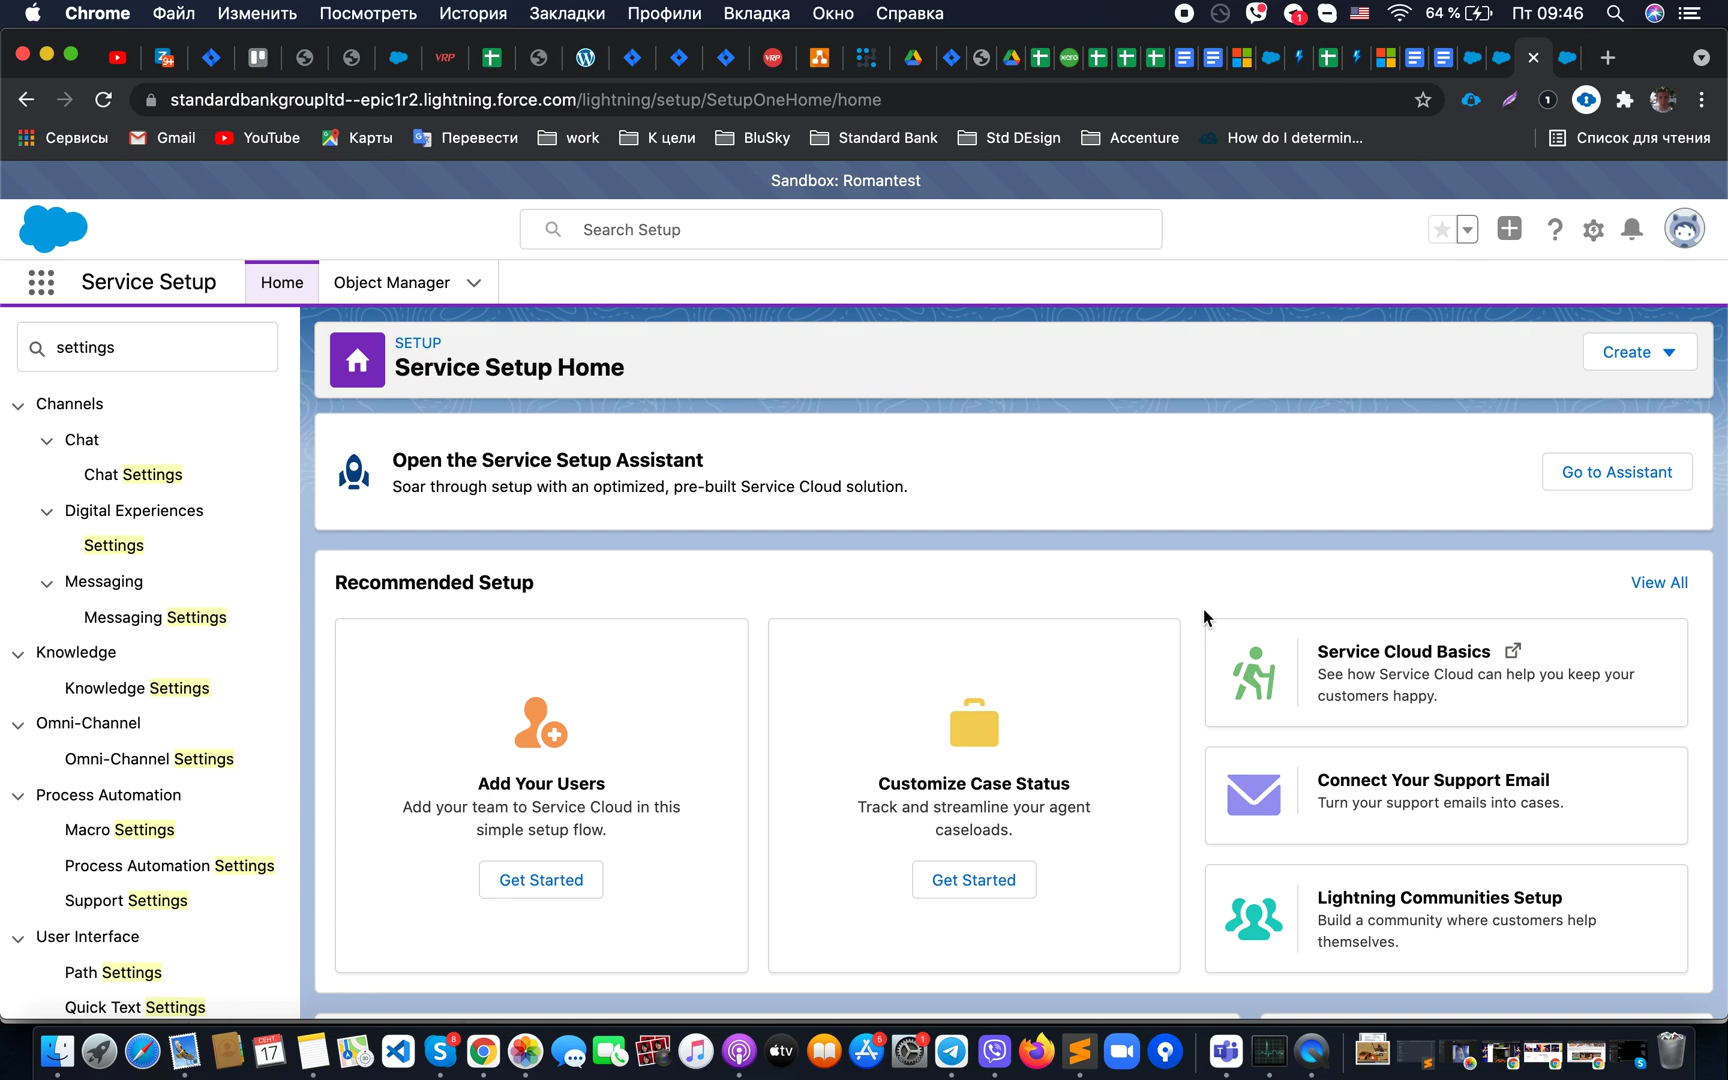 Chrome Файл Изменить Посмотреть История Закладки Профили Вкладка Окно Справка 1 64 % Пт 09:46
standardbankgroupltd--epic1r2.lightning.force.com/lightning/setup/SetupOneHome/home
Сервисы Gmail YouTube Карты Перевести work К цели BluSky Standard Bank Std DEsign Accenture How do I determin... Список для чтения
Sandbox: Romantest
Search Setup
Service Setup Home Object Manager
settings
SETUP
Service Setup Home
Create
Channels
Chat
Chat Settings
Digital Experiences
Settings
Messaging
Messaging Settings
Knowledge
Knowledge Settings
Omni-Channel
Omni-Channel Settings
Process Automation
Macro Settings
Process Automation Settings
Support Settings
User Interface
Path Settings
Quick Text Settings
Open the Service Setup Assistant
Soar through setup with an optimized, pre-built Service Cloud solution.
Go to Assistant
Recommended Setup
View All
Add Your Users
Add your team to Service Cloud in this
simple setup flow.
Get Started
Customize Case Status
Track and streamline your agent
caseloads.
Get Started
Service Cloud Basics
See how Service Cloud can help you keep your
customers happy.
Connect Your Support Email
Turn your support emails into cases.
Lightning Communities Setup
Build a community where customers help
themselves.
СЕНТ
17
8
tv
5
1